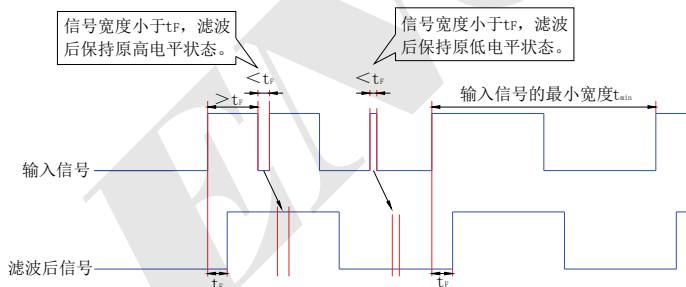 信号宽度小于tF，滤波
后保持原高电平状态。
信号宽度小于tF，滤波
后保持原低电平状态。
＜tF
＜tF
＞tF
输入信号的最小宽度tmin
输入信号
滤波后信号
tF
tF